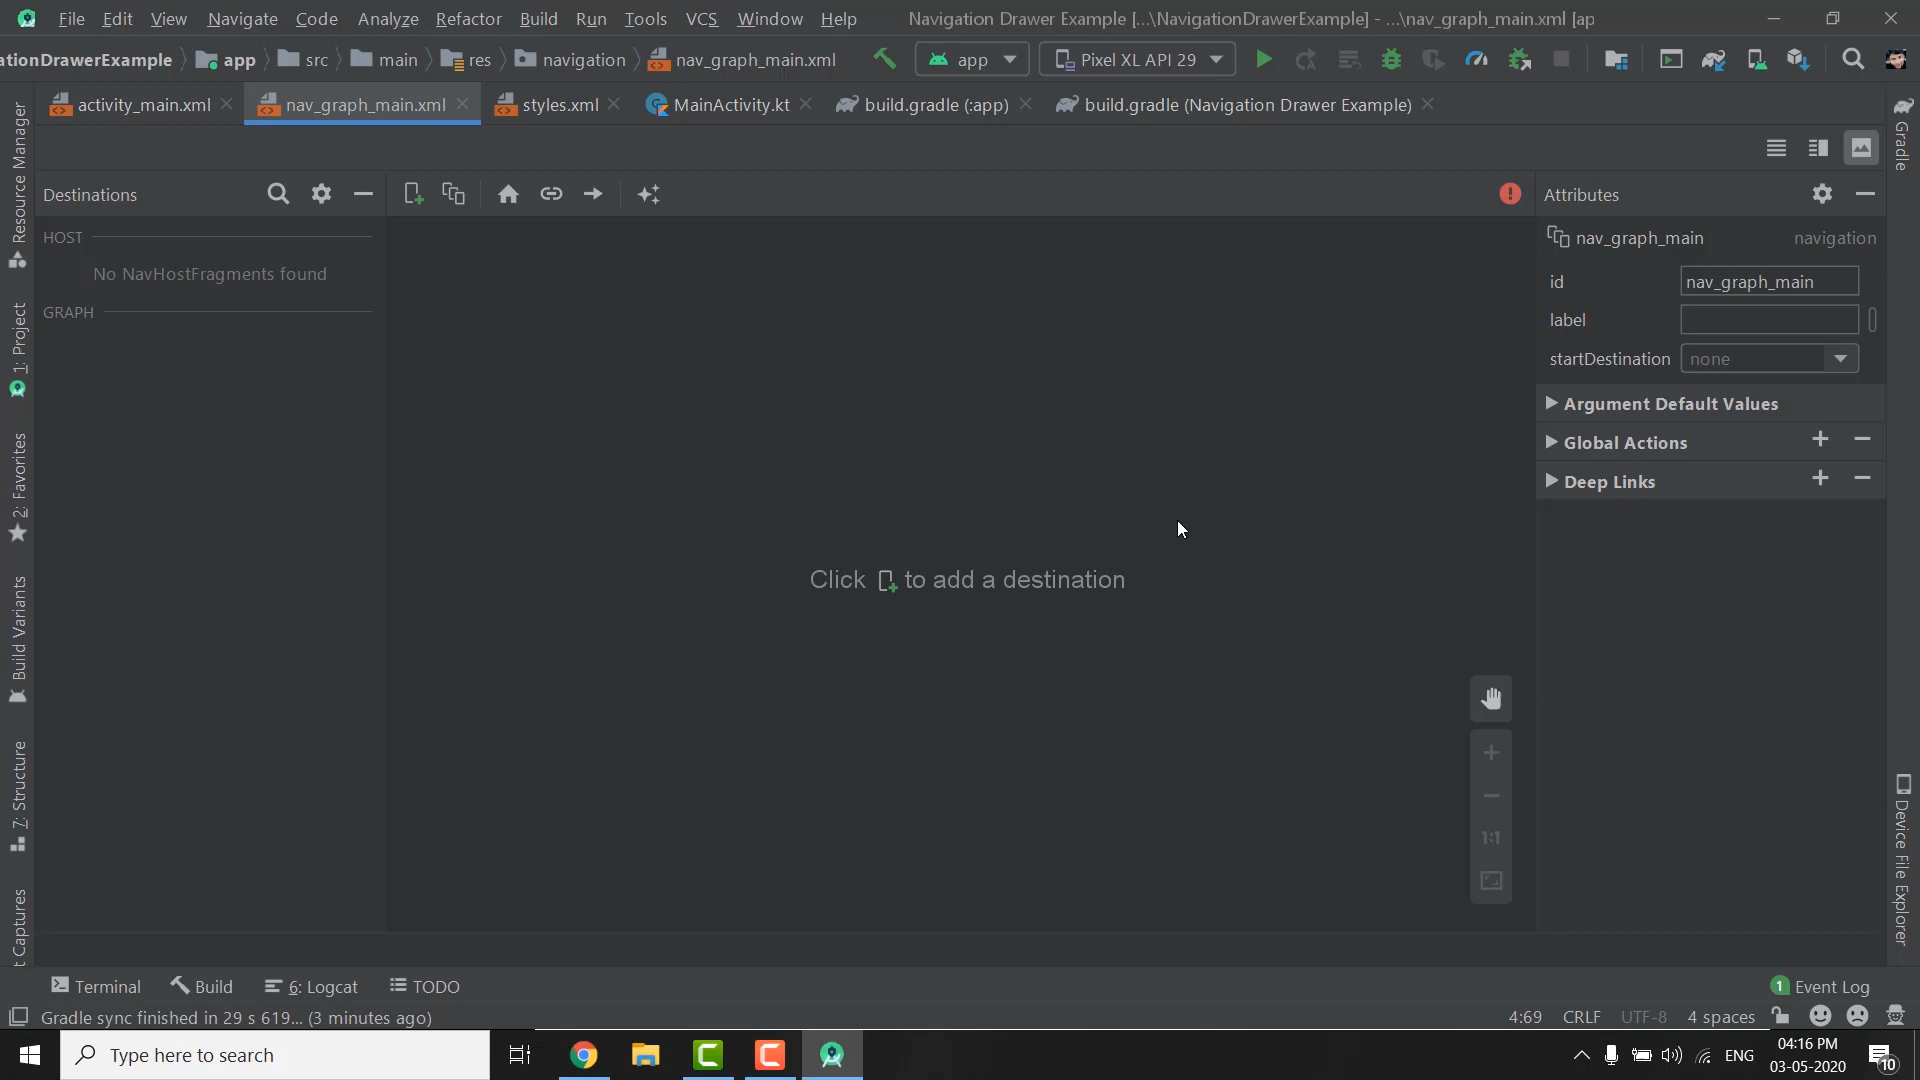 File Edit View Navigate Code Analyze Refactor Build Run Tools VCS Window Help Navigation Drawer Example [...\NavigationDrawerExample] - ...\nav_graph_main.xml [ap
ationDrawerExample app src main res navigation nav_graph_main.xml app Pixel XL API 29
activity_main.xml nav_graph_main.xml styles.xml MainActivity.kt build.gradle (:app) build.gradle (Navigation Drawer Example)
Resource Manager
1: Project
2: Favorites
Build Variants
7: Structure
t Captures
Destinations
HOST
No NavHostFragments found
GRAPH
Click to add a destination
1:1
Attributes
nav_graph_main navigation
id nav_graph_main
label
startDestination none
Argument Default Values
Global Actions
Deep Links
Gradle
Device File Explorer
Terminal Build 6: Logcat TODO 1 Event Log
Gradle sync finished in 29 s 619... (3 minutes ago) 4:69 CRLF UTF-8 4 spaces
Type here to search ENG 04:16 PM
03-05-2020 10